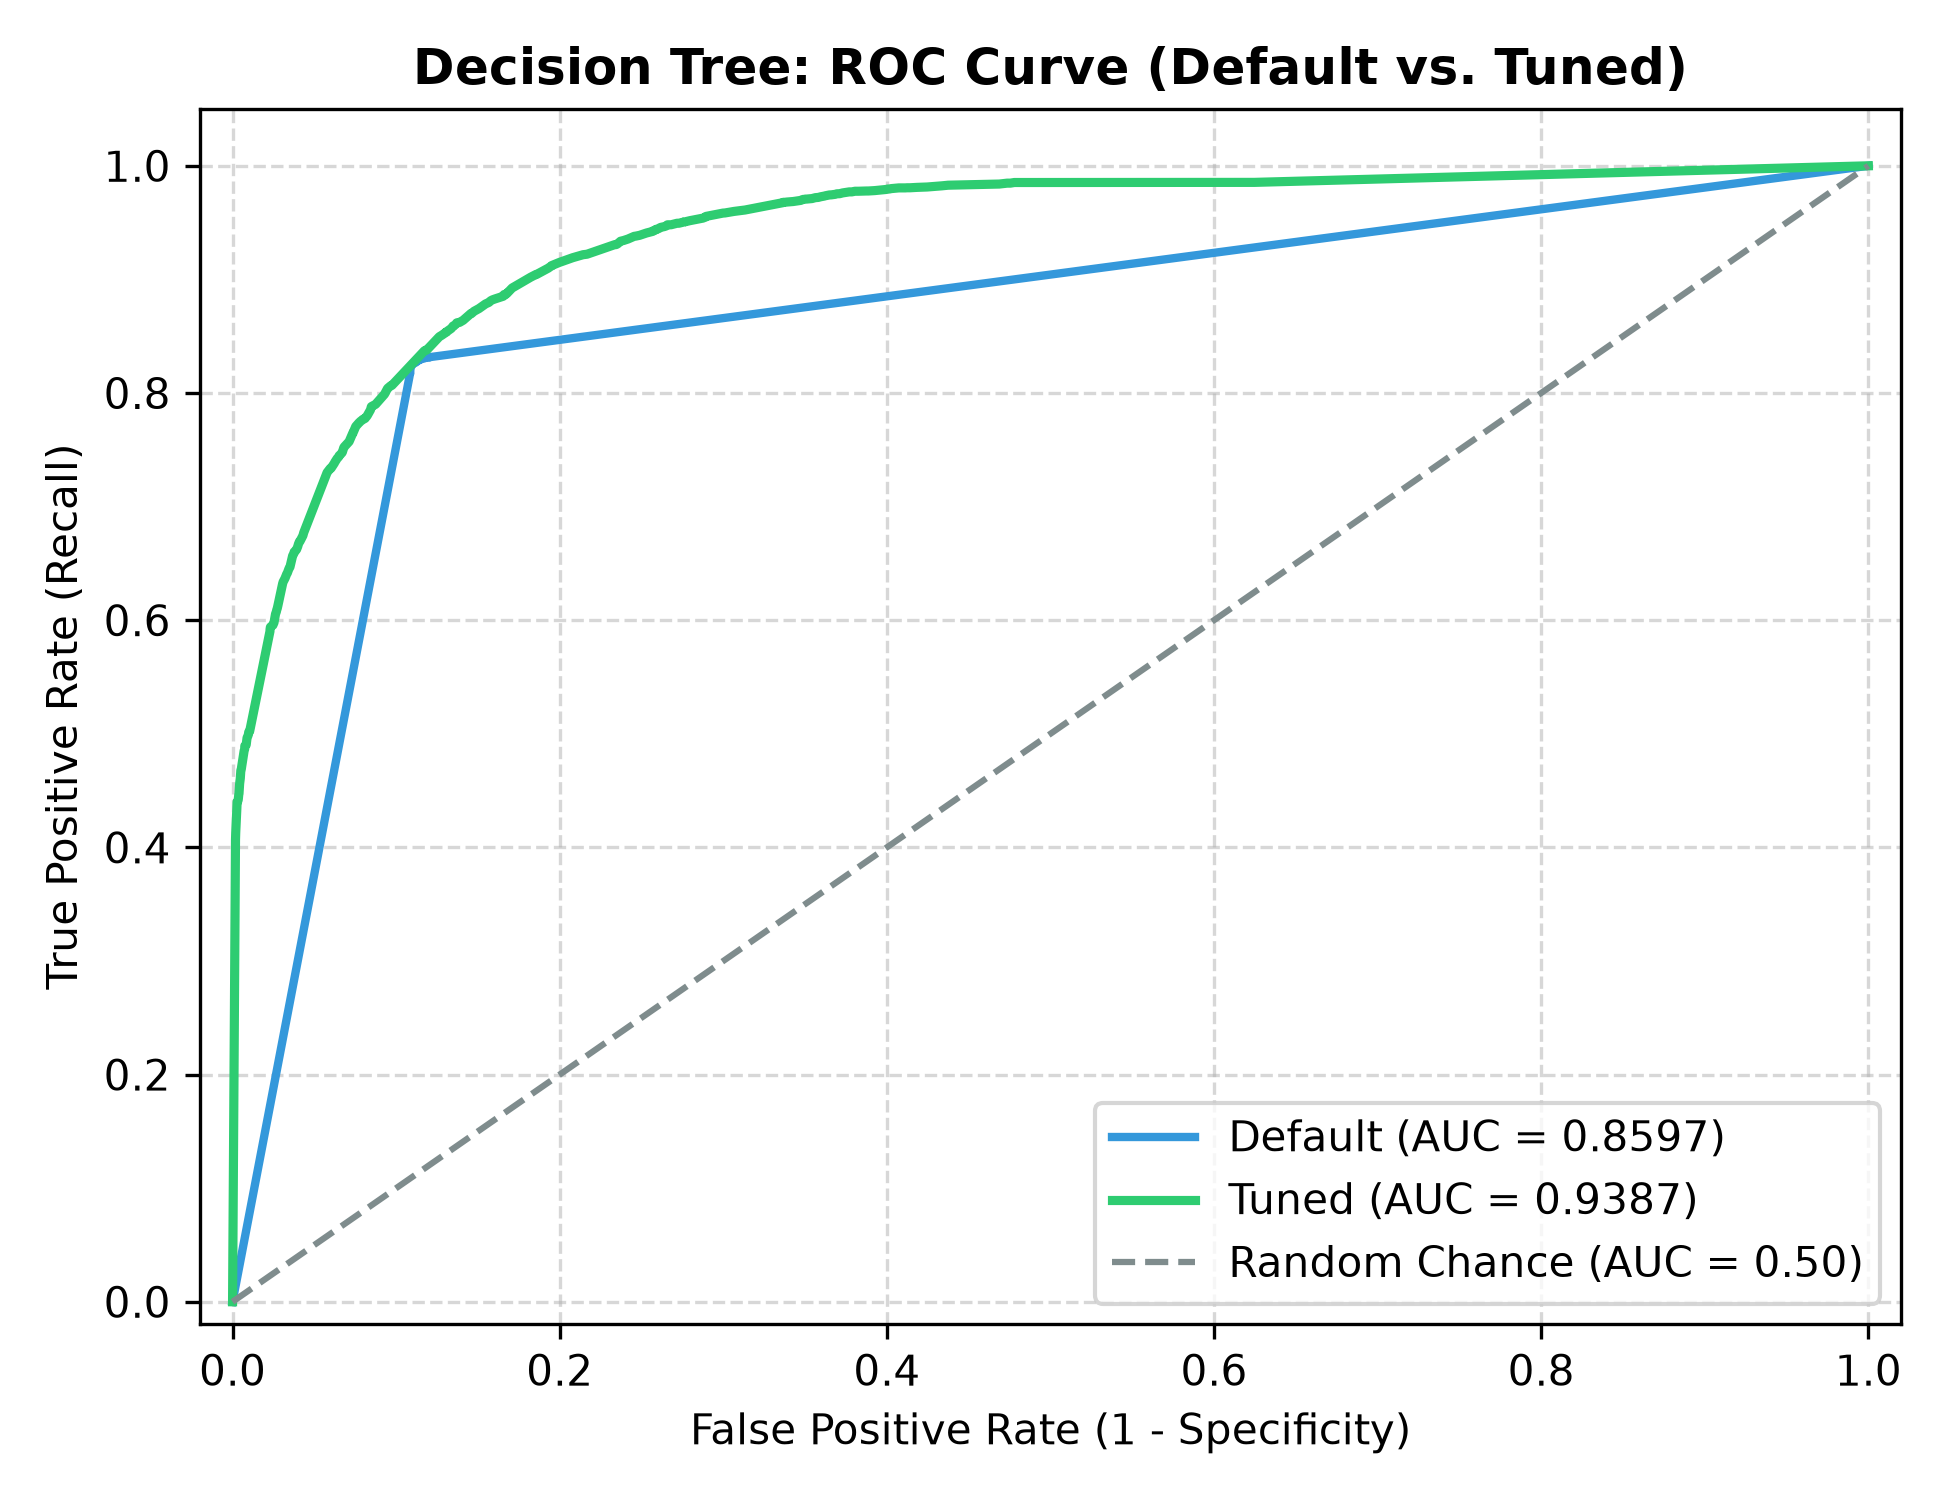 Decision Tree: ROC Curve (Default vs. Tuned)
True Positive Rate (Recall)
1.0
0.8
0.6
0.4
0.2
0.0
Default (AUC = 0.8597)
Tuned (AUC = 0.9387)
Random Chance (AUC = 0.50)
0.0 0.2 0.4 0.6 0.8 1.0
False Positive Rate (1 - Specificity)